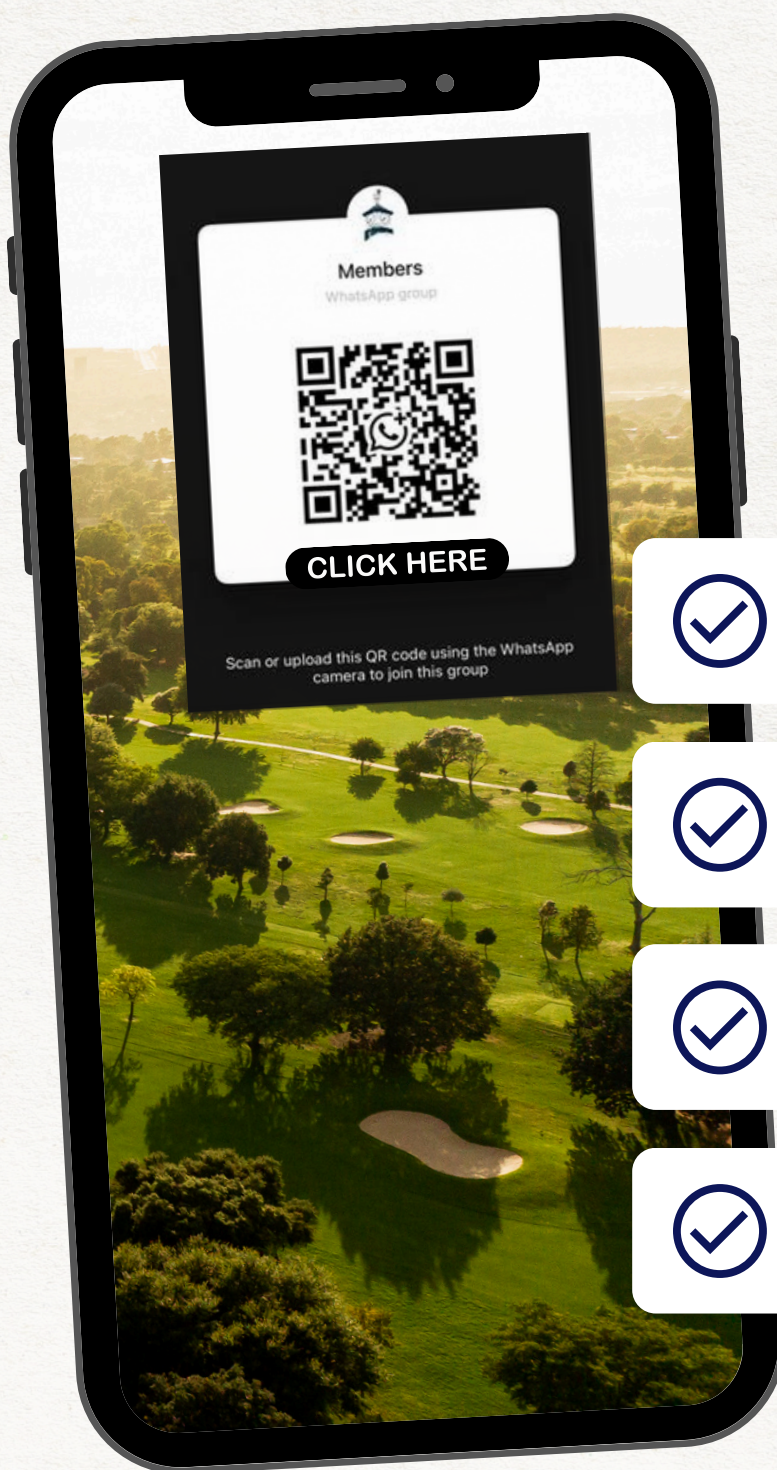 Members
WhatsApp group
CLICK HERE
Scan or upload this QR code using the WhatsApp
camera to join this group